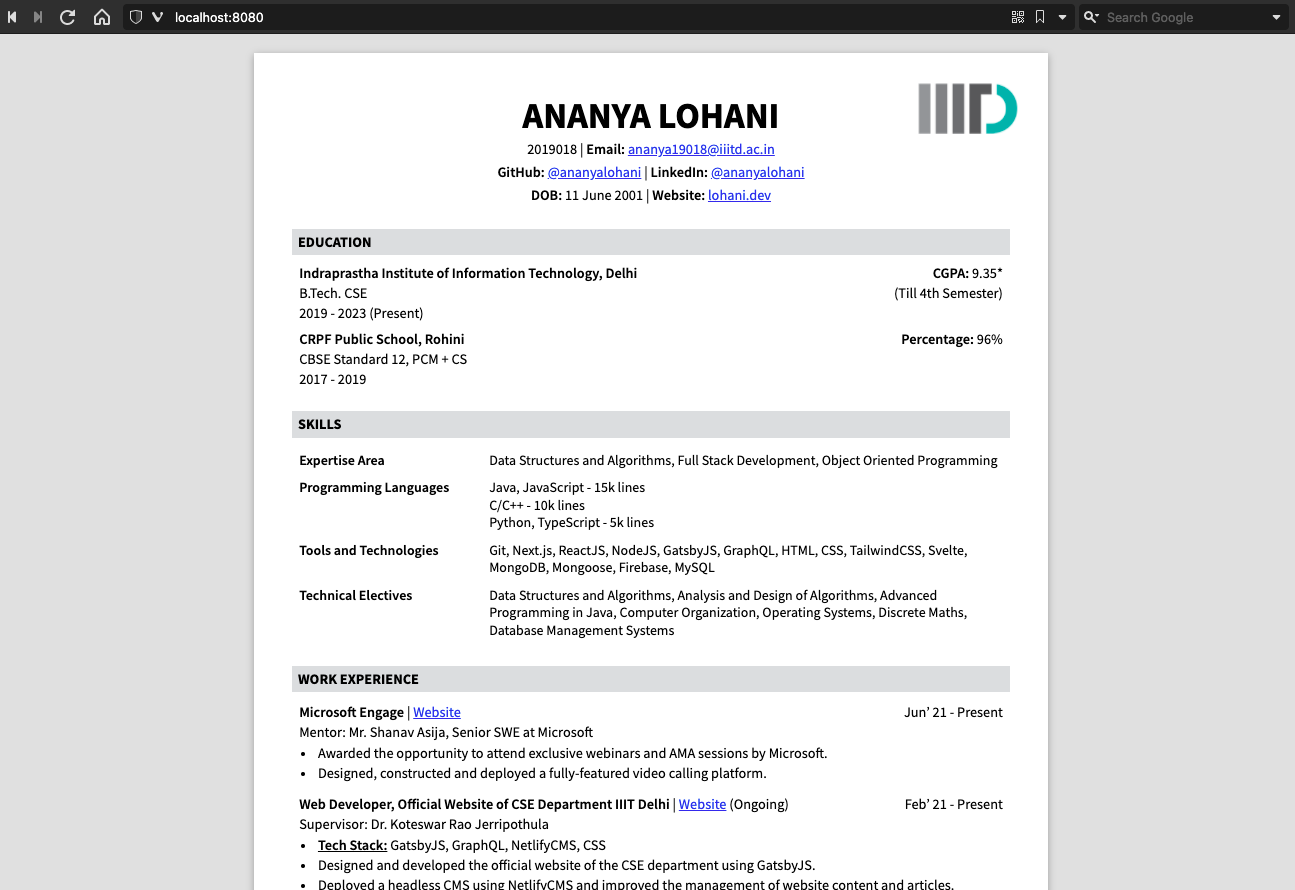 localhost:8080
Search Google
IIITD
ANANYA LOHANI
2019018 | Email: ananya19018@iiitd.ac.in
GitHub: @ananyalohani | LinkedIn: @ananyalohani
DOB: 11 June 2001 | Website: lohani.dev
EDUCATION
Indraprastha Institute of Information Technology, Delhi CGPA: 9.35*
B.Tech. CSE (Till 4th Semester)
2019 - 2023 (Present)
CRPF Public School, Rohini Percentage: 96%
CBSE Standard 12, PCM + CS
2017 - 2019
SKILLS
Expertise Area Data Structures and Algorithms, Full Stack Development, Object Oriented Programming
Programming Languages Java, JavaScript - 15k lines
C/C++ - 10k lines
Python, TypeScript - 5k lines
Tools and Technologies Git, Next.js, ReactJS, NodeJS, GatsbyJS, GraphQL, HTML, CSS, TailwindCSS, Svelte,
MongoDB, Mongoose, Firebase, MySQL
Technical Electives Data Structures and Algorithms, Analysis and Design of Algorithms, Advanced
Programming in Java, Computer Organization, Operating Systems, Discrete Maths,
Database Management Systems
WORK EXPERIENCE
Microsoft Engage | Website Jun’ 21 - Present
Mentor: Mr. Shanav Asija, Senior SWE at Microsoft
• Awarded the opportunity to attend exclusive webinars and AMA sessions by Microsoft.
• Designed, constructed and deployed a fully-featured video calling platform.
Web Developer, Official Website of CSE Department IIIT Delhi | Website (Ongoing) Feb’ 21 - Present
Supervisor: Dr. Koteswar Rao Jerripothula
• Tech Stack: GatsbyJS, GraphQL, NetlifyCMS, CSS
• Designed and developed the official website of the CSE department using GatsbyJS.
• Deployed a headless CMS using NetlifyCMS and improved the management of website content and articles.